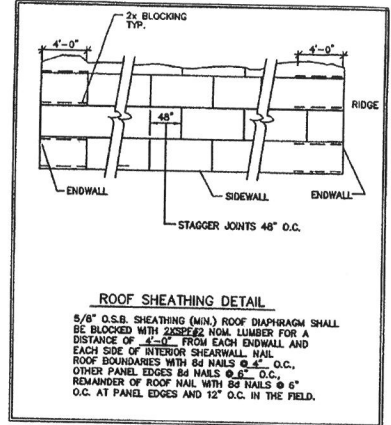 2x BLOCKING
TYP.
4'-0"
4'-0"
RIDGE
48"
ENDWALL
SIDEWALL
ENDWALL
STAGGER JOINTS 48" O.C.
ROOF SHEATHING DETAIL
5/8" O.S.B. SHEATHING (MIN.) ROOF DIAPHRAGM SHALL
BE BLOCKED WITH 2XSPF#2 NOM. LUMBER FOR A
DISTANCE OF 4'-0" FROM EACH ENDWALL AND
EACH SIDE OF INTERIOR SHEARWALL. NAIL
ROOF BOUNDARIES WITH 8d NAILS @ 4" O.C.,
OTHER PANEL EDGES 8d NAILS @ 6" O.C.,
REMAINDER OF ROOF NAIL WITH 8d NAILS @ 6"
O.C. AT PANEL EDGES AND 12" O.C. IN THE FIELD.